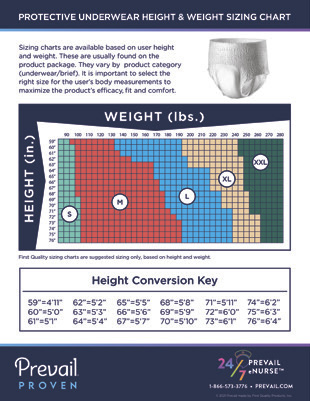 PROTECTIVE UNDERWEAR HEIGHT & WEIGHT SIZING CHART
Sizing charts are available based on user height
and weight. These are usually found on the
product package. They vary by product category
(underwear/brief). It is important to select the
right size for the user's body measurements to
maximize the product's efficacy, fit and comfort.
WEIGHT (lbs.)
90 100 110 120 130 140 150 160 170 180 190 200 210 220 230 240 250 260 270 280
HEIGHT (in.)
59"
60"
61"
62"
63"
64"
65"
66"
67"
68"
69"
70"
71"
72"
73"
74"
75"
76"
S
M
L
XL
XXL
First Quality sizing charts are suggested sizing only, based on height and weight.
Height Conversion Key
59"=4'11" 62"=5'2" 65"=5'5" 68"=5'8" 71"=5'11" 74"=6'2"
60"=5'0" 63"=5'3" 66"=5'6" 69"=5'9" 72"=6'0" 75"=6'3"
61"=5'1" 64"=5'4" 67"=5'7" 70"=5'10" 73"=6'1" 76"=6'4"
Prevail
PROVEN
24/7 PREVAIL
eNURSE™
1-866-573-3776 • PREVAIL.COM